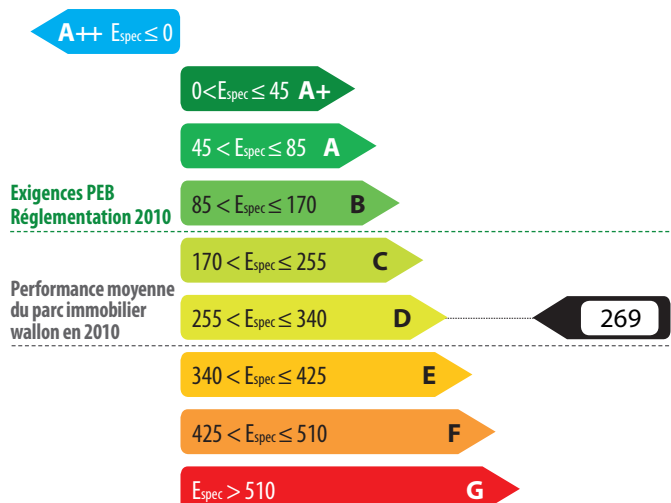 A++ Espec ≤ 0
0<Espec ≤ 45 A+
45 < Espec ≤ 85 A
Exigences PEB
Réglementation 2010
85 < Espec ≤ 170 B
170 < Espec ≤ 255 C
Performance moyenne
du parc immobilier
wallon en 2010
255 < Espec ≤ 340 D
269
340 < Espec ≤ 425 E
425 < Espec ≤ 510 F
Espec > 510 G